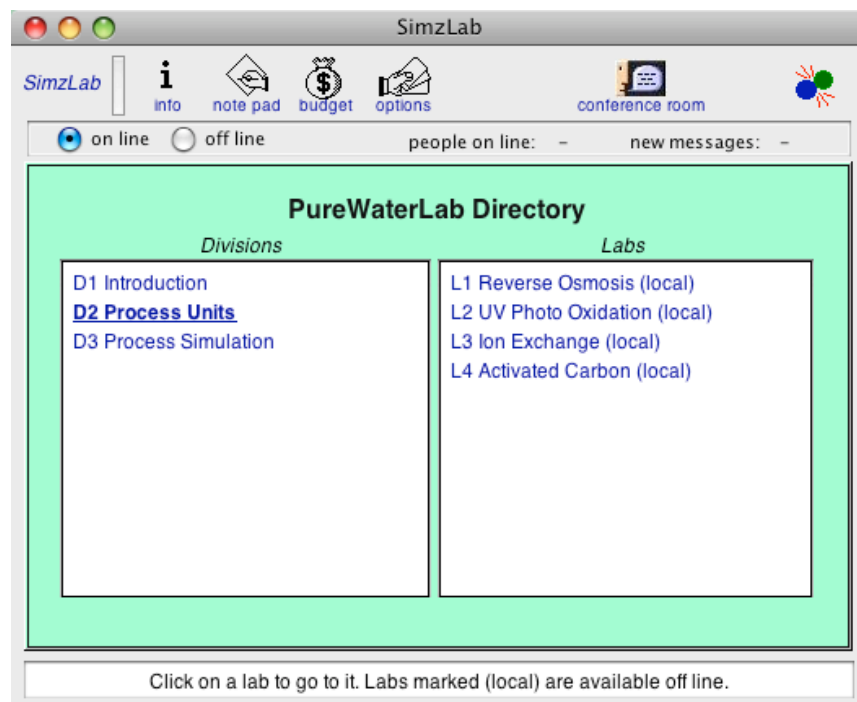 SimzLab
SimzLab info note pad budget options conference room
on line off line people on line: – new messages: –
PureWaterLab Directory
Divisions Labs
D1 Introduction
D2 Process Units
D3 Process Simulation
L1 Reverse Osmosis (local)
L2 UV Photo Oxidation (local)
L3 Ion Exchange (local)
L4 Activated Carbon (local)
Click on a lab to go to it. Labs marked (local) are available off line.